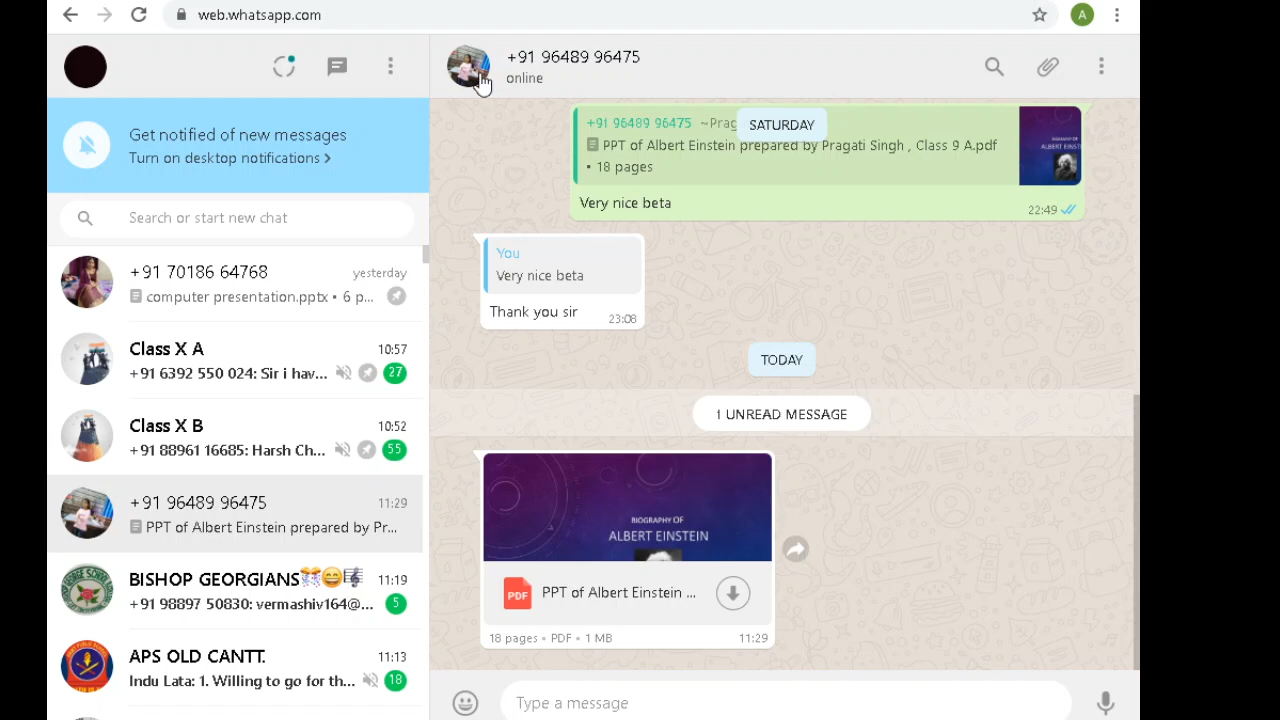 web.whatsapp.com
A
Get notified of new messages
Turn on desktop notifications >
Search or start new chat
+91 70186 64768 yesterday
computer presentation.pptx • 6 p...
Class X A 10:57
+91 6392 550 024: Sir i hav... 27
Class X B 10:52
+91 88961 16685: Harsh Ch... 55
+91 96489 96475 11:29
PPT of Albert Einstein prepared by Pr...
BISHOP GEORGIANS🎊😄🎼 11:19
+91 98897 50830: vermashiv164@... 5
APS OLD CANTT. 11:13
Indu Lata: 1. Willing to go for th... 18
+91 96489 96475
online
+91 96489 96475 ~Prag
SATURDAY
PPT of Albert Einstein prepared by Pragati Singh , Class 9 A.pdf
• 18 pages
BIOGRAPHY OF
ALBERT EINST
Very nice beta
22:49
You
Very nice beta
Thank you sir
23:08
TODAY
1 UNREAD MESSAGE
BIOGRAPHY OF
ALBERT EINSTEIN
PDF PPT of Albert Einstein ...
18 pages • PDF • 1 MB 11:29
Type a message